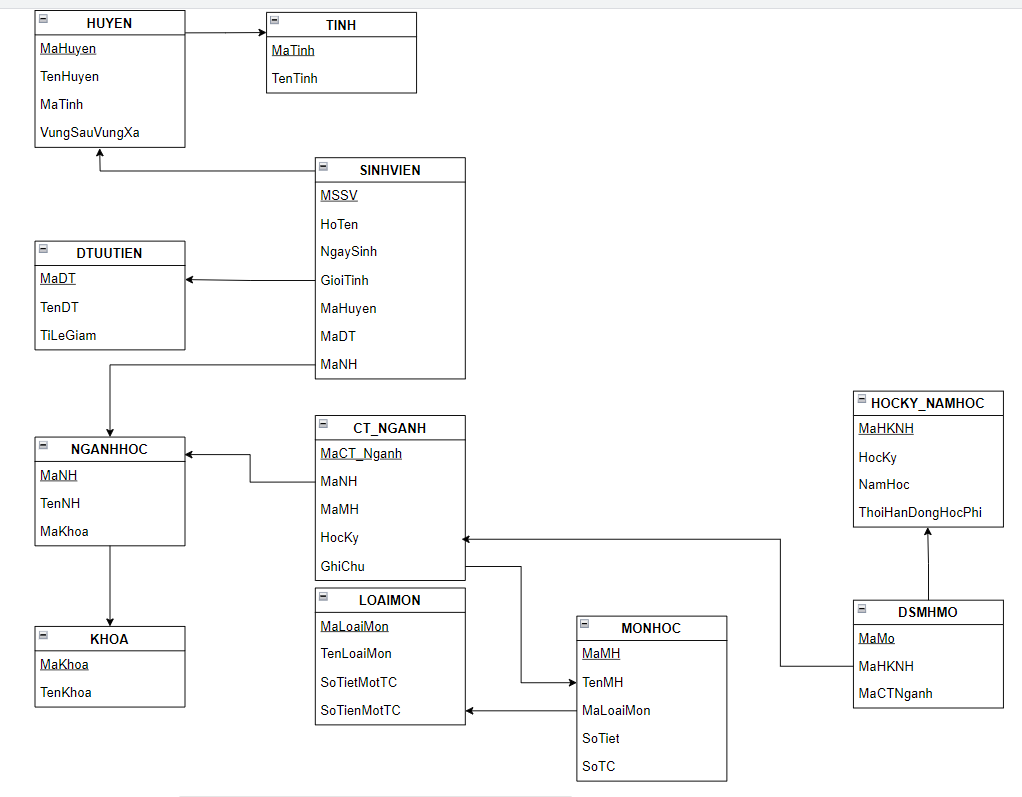 HUYEN
MaHuyen
TenHuyen
MaTinh
VungSauVungXa
TINH
MaTinh
TenTinh
SINHVIEN
MSSV
HoTen
NgaySinh
GioiTinh
MaHuyen
MaDT
MaNH
DTUUTIEN
MaDT
TenDT
TiLeGiam
NGANHHOC
MaNH
TenNH
MaKhoa
CT_NGANH
MaCT_Nganh
MaNH
MaMH
HocKy
GhiChu
HOCKY_NAMHOC
MaHKNH
HocKy
NamHoc
ThoiHanDongHocPhi
KHOA
MaKhoa
TenKhoa
LOAIMON
MaLoaiMon
TenLoaiMon
SoTietMotTC
SoTienMotTC
MONHOC
MaMH
TenMH
MaLoaiMon
SoTiet
SoTC
DSMHMO
MaMo
MaHKNH
MaCTNganh